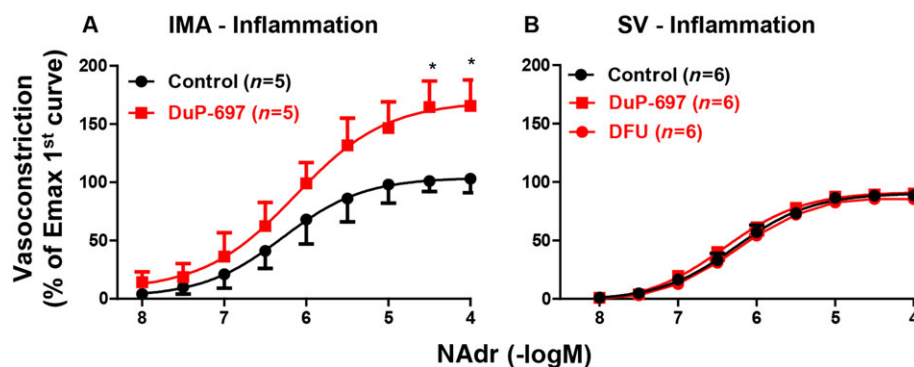 A IMA - Inflammation
Control (n=5)
DuP-697 (n=5)
* *
Vasoconstriction
(% of Emax 1st curve)
200
150
100
50
0
8 7 6 5 4
B SV - Inflammation
Control (n=6)
DuP-697 (n=6)
DFU (n=6)
200
150
100
50
0
8 7 6 5 4
NAdr (-logM)